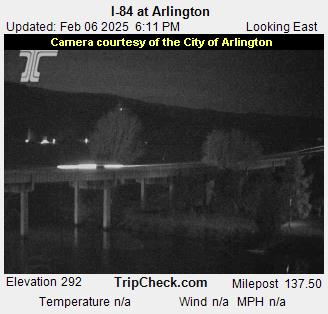 I-84 at Arlington
Updated: Feb 06 2025 6:11 PM Looking East
Camera courtesy of the City of Arlington
Elevation 292 TripCheck.com Milepost 137.50
Temperature n/a Wind n/a MPH n/a